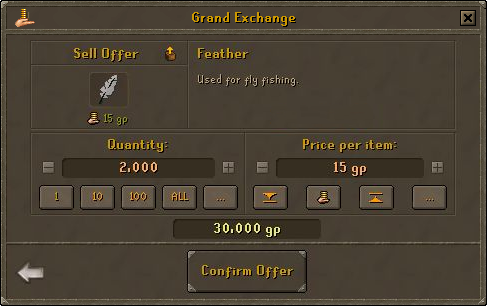 Grand Exchange
Sell Offer
Feather
Used for fly fishing.
15 gp
Quantity:
Price per item:
2,000
15 gp
1
10
100
ALL
...
...
30,000 gp
Confirm Offer